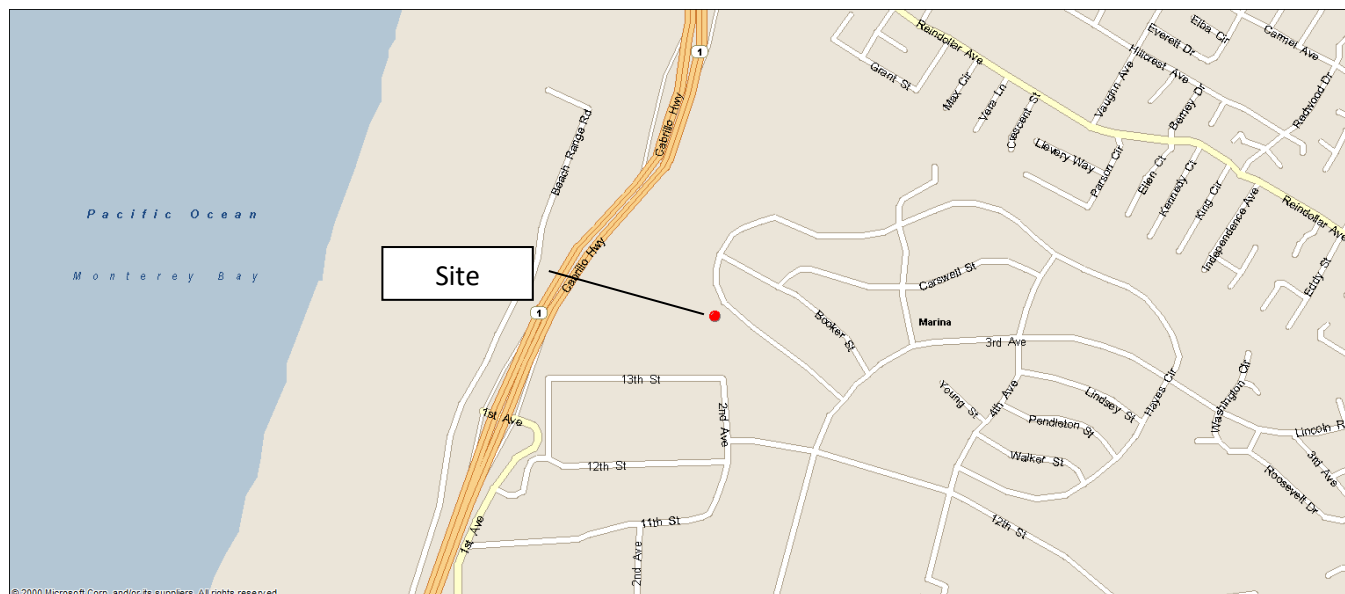 Reindollar Ave
Elba Cir
Everett Dr
Carmel Ave
Hillcrest Ave
1
Grant St
Max Cir
Vera Ln
Crescent St
Vaughn Ave
Berney Dr
Redwood Dr
Cabrillo Hwy
Beach Range Rd
Lievery Way
Parson Cir
Eilen Ct
Kennedy Ct
King Cir
Independence Ave
Reindollar Ave
Eddy St
Pacific Ocean
Monterey Bay
Site
Cabrillo Hwy
1
Carswell St
Booker St
Marina
3rd Ave
13th St
2nd Ave
1st Ave
Young St
4th Ave
Lindsey St
Hayes Cir
Washington Cir
Pendleton St
Lincoln R
Walker St
3rd Ave
Roosevelt Dr
12th St
11th St
12th St
1st Ave
2nd Ave
© 2000 Microsoft Corp. and/or its suppliers. All rights reserved.